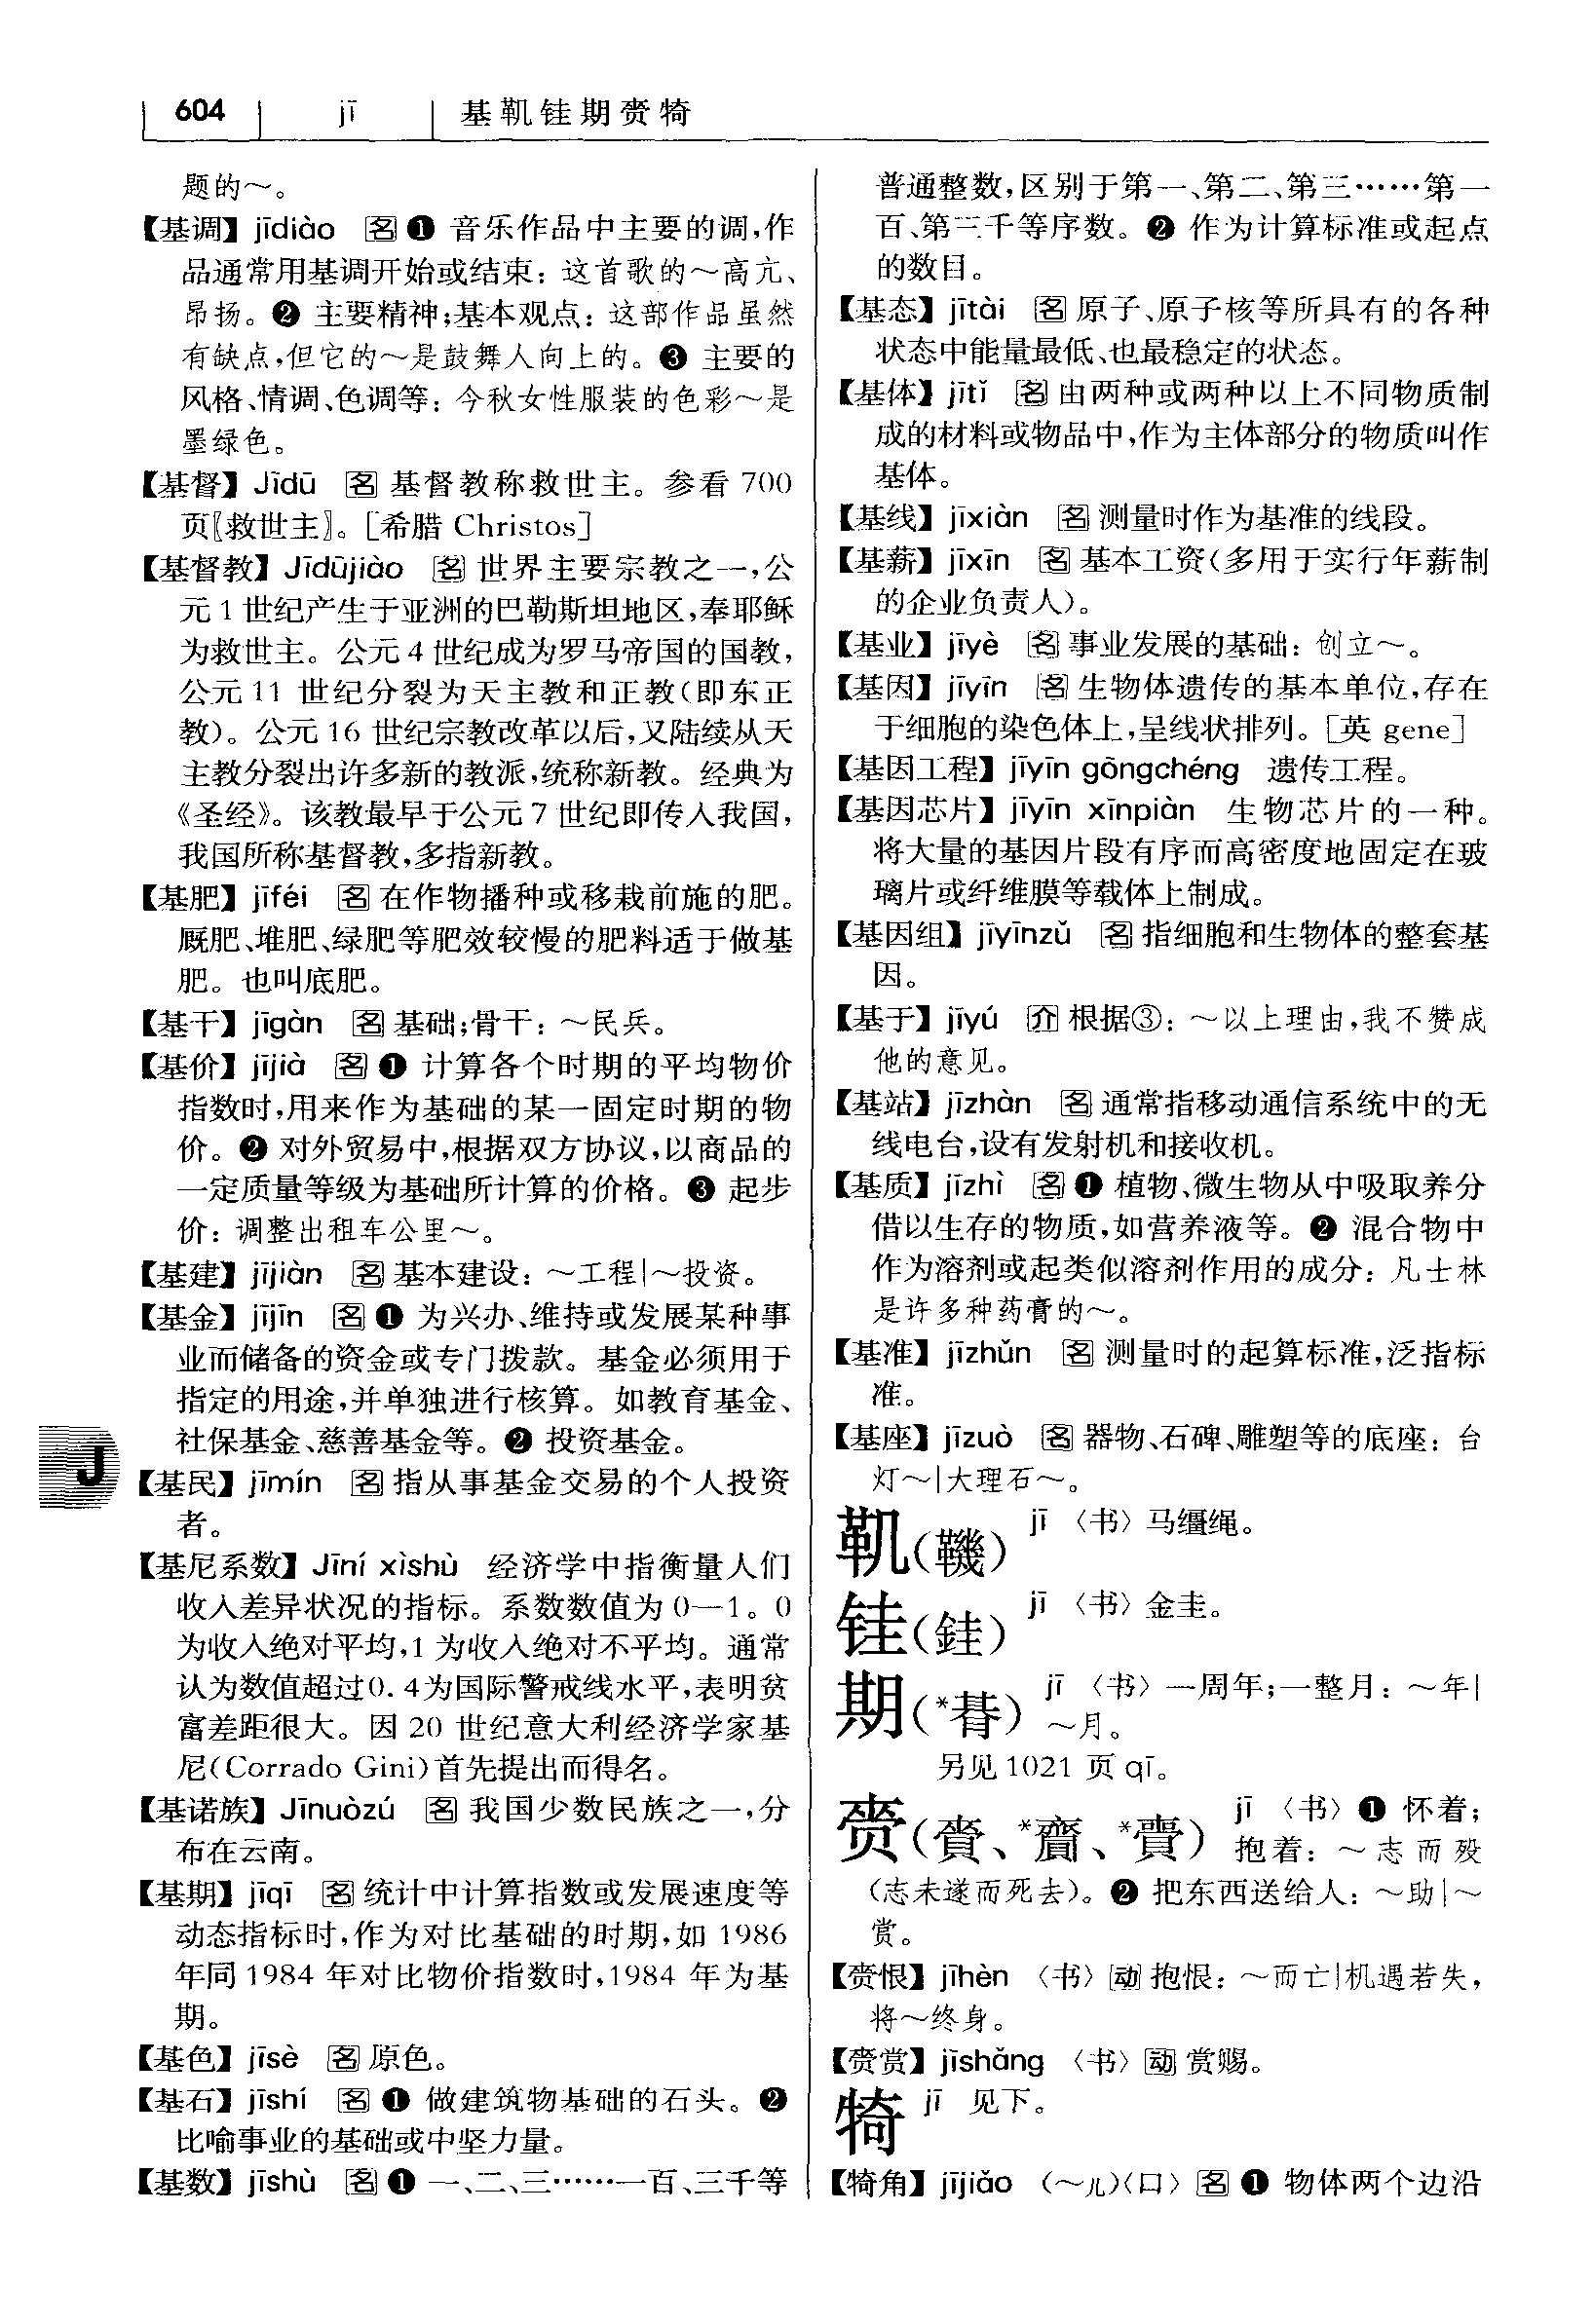 604 jī 基㲺铚期赍犄
题的～。
【基调】 jīdiào 名❶ 音乐作品中主要的调,作
品通常用基调开始或结束：这首歌的～高亢、
昂扬。❷ 主要精神;基本观点：这部作品虽然
有缺点,但它的～是鼓舞人向上的。❸ 主要的
风格、情调、色调等：今秋女性服装的色彩～是
墨绿色。
【基督】 Jīdū 名 基督教称救世主。参看 700
页〖救世主〗。[希腊 Christos]
【基督教】 Jīdūjiào 名 世界主要宗教之一,公
元 1 世纪产生于亚洲的巴勒斯坦地区,奉耶稣
为救世主。公元 4 世纪成为罗马帝国的国教,
公元 11 世纪分裂为天主教和正教(即东正
教)。公元 16 世纪宗教改革以后,又陆续从天
主教分裂出许多新的教派,统称新教。经典为
《圣经》。该教最早于公元 7 世纪即传入我国,
我国所称基督教,多指新教。
【基肥】 jīféi 名 在作物播种或移栽前施的肥。
厩肥、堆肥、绿肥等肥效较慢的肥料适于做基
肥。也叫底肥。
【基干】 jīgàn 名 基础;骨干：～民兵。
【基价】 jījià 名❶ 计算各个时期的平均物价
指数时,用来作为基础的某一固定时期的物
价。❷ 对外贸易中,根据双方协议,以商品的
一定质量等级为基础所计算的价格。❸ 起步
价：调整出租车公里～。
【基建】 jījiàn 名 基本建设：～工程|～投资。
【基金】 jījīn 名❶ 为兴办、维持或发展某种事
业而储备的资金或专门拨款。基金必须用于
指定的用途,并单独进行核算。如教育基金、
社保基金、慈善基金等。❷ 投资基金。
【基民】 jīmín 名 指从事基金交易的个人投资
者。
【基尼系数】 Jīní xìshù 经济学中指衡量人们
收入差异状况的指标。系数数值为 0—1。0
为收入绝对平均,1 为收入绝对不平均。通常
认为数值超过0.4为国际警戒线水平,表明贫
富差距很大。因 20 世纪意大利经济学家基
尼(Corrado Gini)首先提出而得名。
【基诺族】 Jīnuòzú 名 我国少数民族之一,分
布在云南。
【基期】 jīqī 名 统计中计算指数或发展速度等
动态指标时,作为对比基础的时期,如 1986
年同 1984 年对比物价指数时,1984 年为基
期。
【基色】 jīsè 名 原色。
【基石】 jīshí 名❶ 做建筑物基础的石头。❷
比喻事业的基础或中坚力量。
【基数】 jīshù 名❶ 一、二、三……一百、三千等
普通整数,区别于第一、第二、第三……第一
百、第三千等序数。❷ 作为计算标准或起点
的数目。
【基态】 jītài 名 原子、原子核等所具有的各种
状态中能量最低、也最稳定的状态。
【基体】 jītǐ 名 由两种或两种以上不同物质制
成的材料或物品中,作为主体部分的物质叫作
基体。
【基线】 jīxiàn 名 测量时作为基准的线段。
【基薪】 jīxīn 名 基本工资(多用于实行年薪制
的企业负责人)。
【基业】 jīyè 名 事业发展的基础：创立～。
【基因】 jīyīn 名 生物体遗传的基本单位,存在
于细胞的染色体上,呈线状排列。[英 gene]
【基因工程】 jīyīn gōngchéng 遗传工程。
【基因芯片】 jīyīn xīnpiàn 生物芯片的一种。
将大量的基因片段有序而高密度地固定在玻
璃片或纤维膜等载体上制成。
【基因组】 jīyīnzǔ 名 指细胞和生物体的整套基
因。
【基于】 jīyú 介 根据③：～以上理由,我不赞成
他的意见。
【基站】 jīzhàn 名 通常指移动通信系统中的无
线电台,设有发射机和接收机。
【基质】 jīzhì 名❶ 植物、微生物从中吸取养分
借以生存的物质,如营养液等。❷ 混合物中
作为溶剂或起类似溶剂作用的成分：凡士林
是许多种药膏的～。
【基准】 jīzhǔn 名 测量时的起算标准,泛指标
准。
【基座】 jīzuò 名 器物、石碑、雕塑等的底座：台
灯～|大理石～。
(鞿) jī 〈书〉马缰绳。
(銈) jī 〈书〉金圭。
期(*朞) jī 〈书〉一周年;一整月：～年|
～月。
另见 1021 页 qī。
赍(賫、*齎、*賷) jī 〈书〉❶ 怀着;
抱着：～志而殁
(志未遂而死去)。❷ 把东西送给人：～助|～
赏。
【赍恨】 jīhèn 〈书〉动 抱恨：～而亡|机遇若失,
将～终身。
【赍赏】 jīshǎng 〈书〉动 赏赐。
犄 jī 见下。
【犄角】 jījiǎo (～儿)〈口〉名❶ 物体两个边沿
J